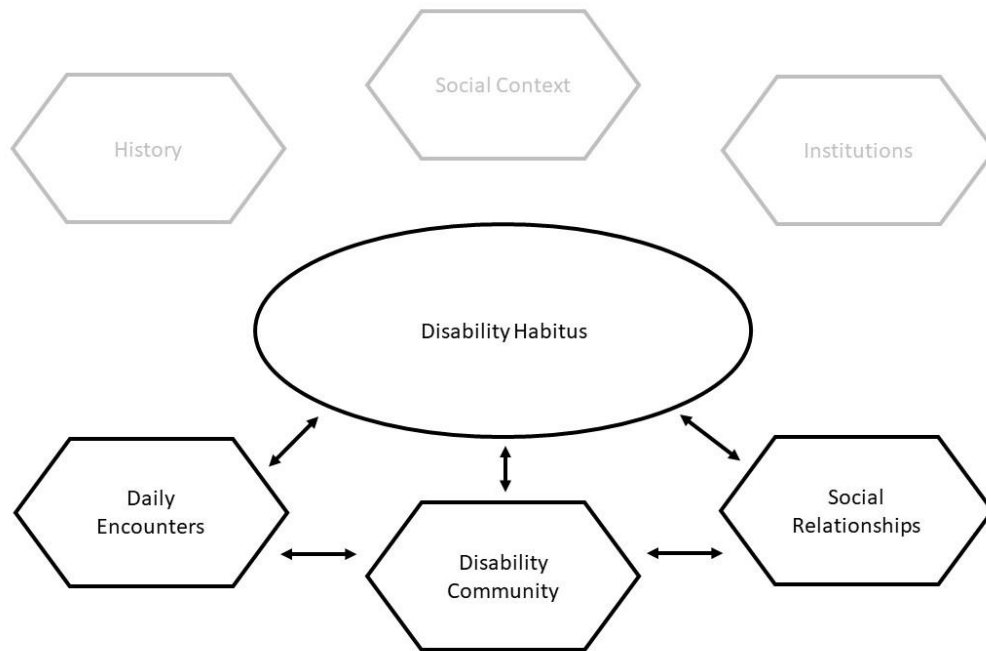 Social Context
History
Institutions
Disability Habitus
Daily
Encounters
Disability
Community
Social
Relationships